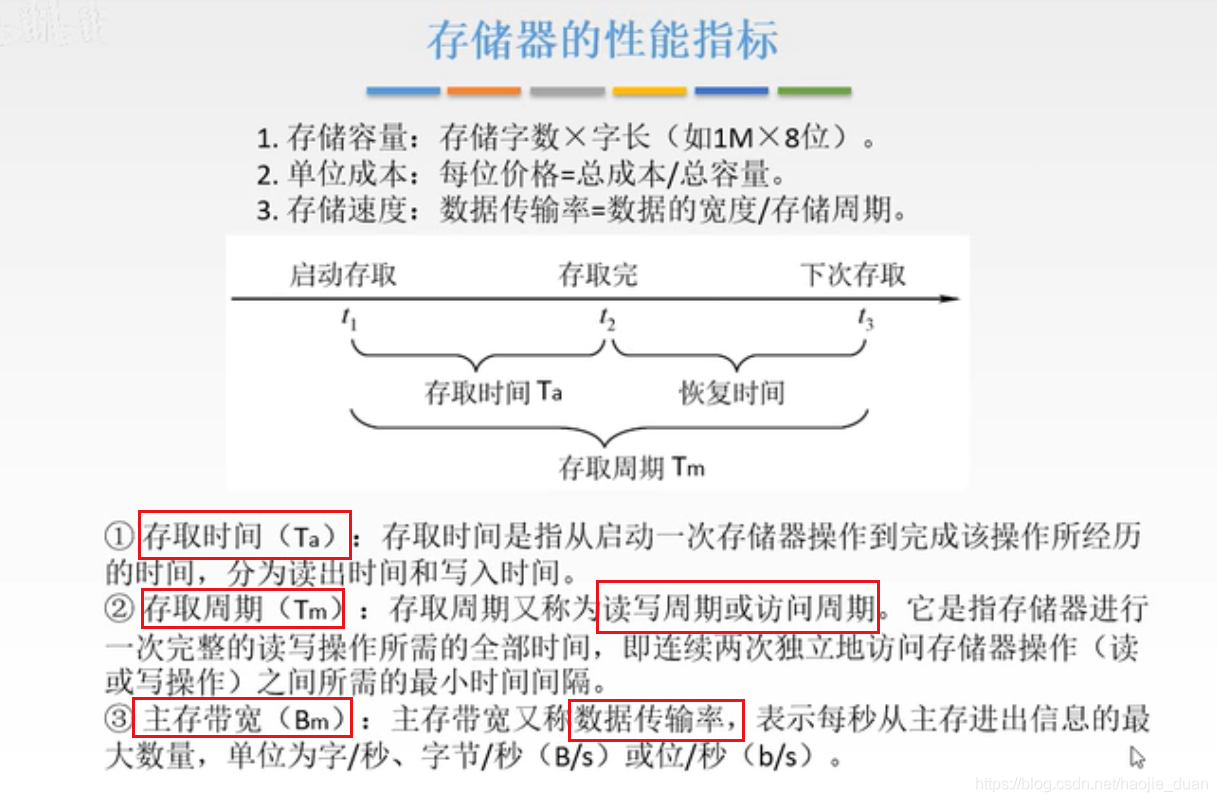 存储器的性能指标
1. 存储容量：存储字数×字长（如1M×8位）。
2. 单位成本：每位价格=总成本/总容量。
3. 存储速度：数据传输率=数据的宽度/存储周期。
启动存取 存取完 下次存取
t1 t2 t3
存取时间 Ta 恢复时间
存取周期 Tm
① 存取时间（Ta）：存取时间是指从启动一次存储器操作到完成该操作所经历
的时间，分为读出时间和写入时间。
② 存取周期（Tm）：存取周期又称为读写周期或访问周期。它是指存储器进行
一次完整的读写操作所需的全部时间，即连续两次独立地访问存储器操作（读
或写操作）之间所需的最小时间间隔。
③ 主存带宽（Bm）：主存带宽又称数据传输率，表示每秒从主存进出信息的最
大数量，单位为字/秒、字节/秒（B/s）或位/秒（b/s）。
https://blog.csdn.net/haojie_duan